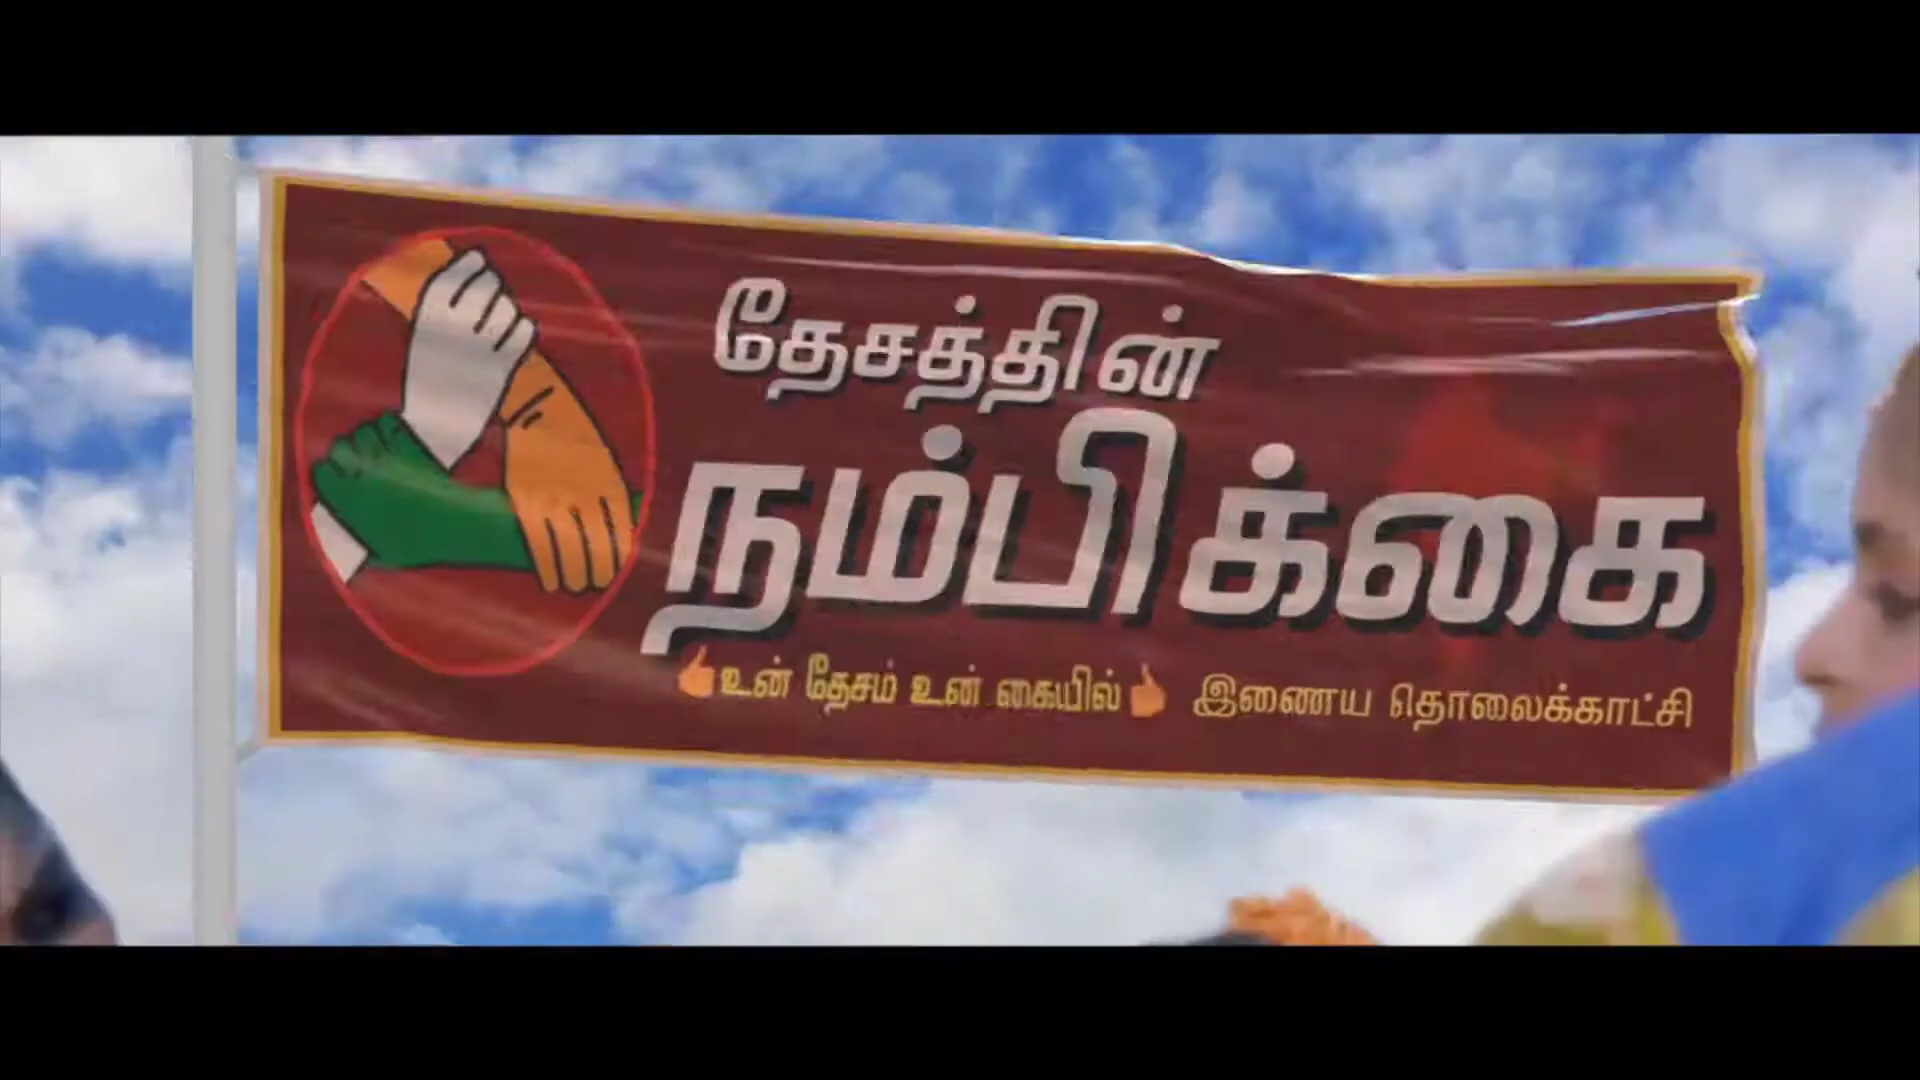 தேசத்தின்
நம்பிக்கை
உன் தேசம் உன் கையில் இணைய தொலைக்காட்சி